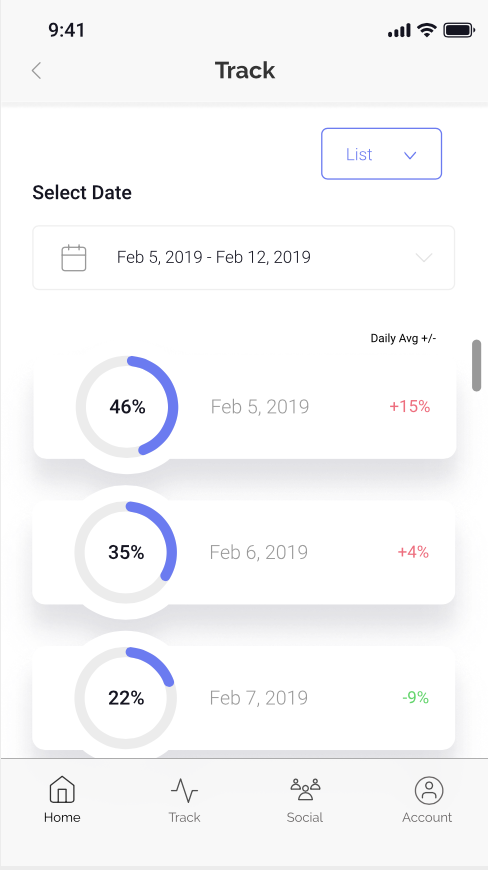 9:41
Track
List
Select Date
Feb 5, 2019 - Feb 12, 2019
Daily Avg +/-
46% Feb 5, 2019 +15%
35% Feb 6, 2019 +4%
22% Feb 7, 2019 -9%
Home Track Social Account